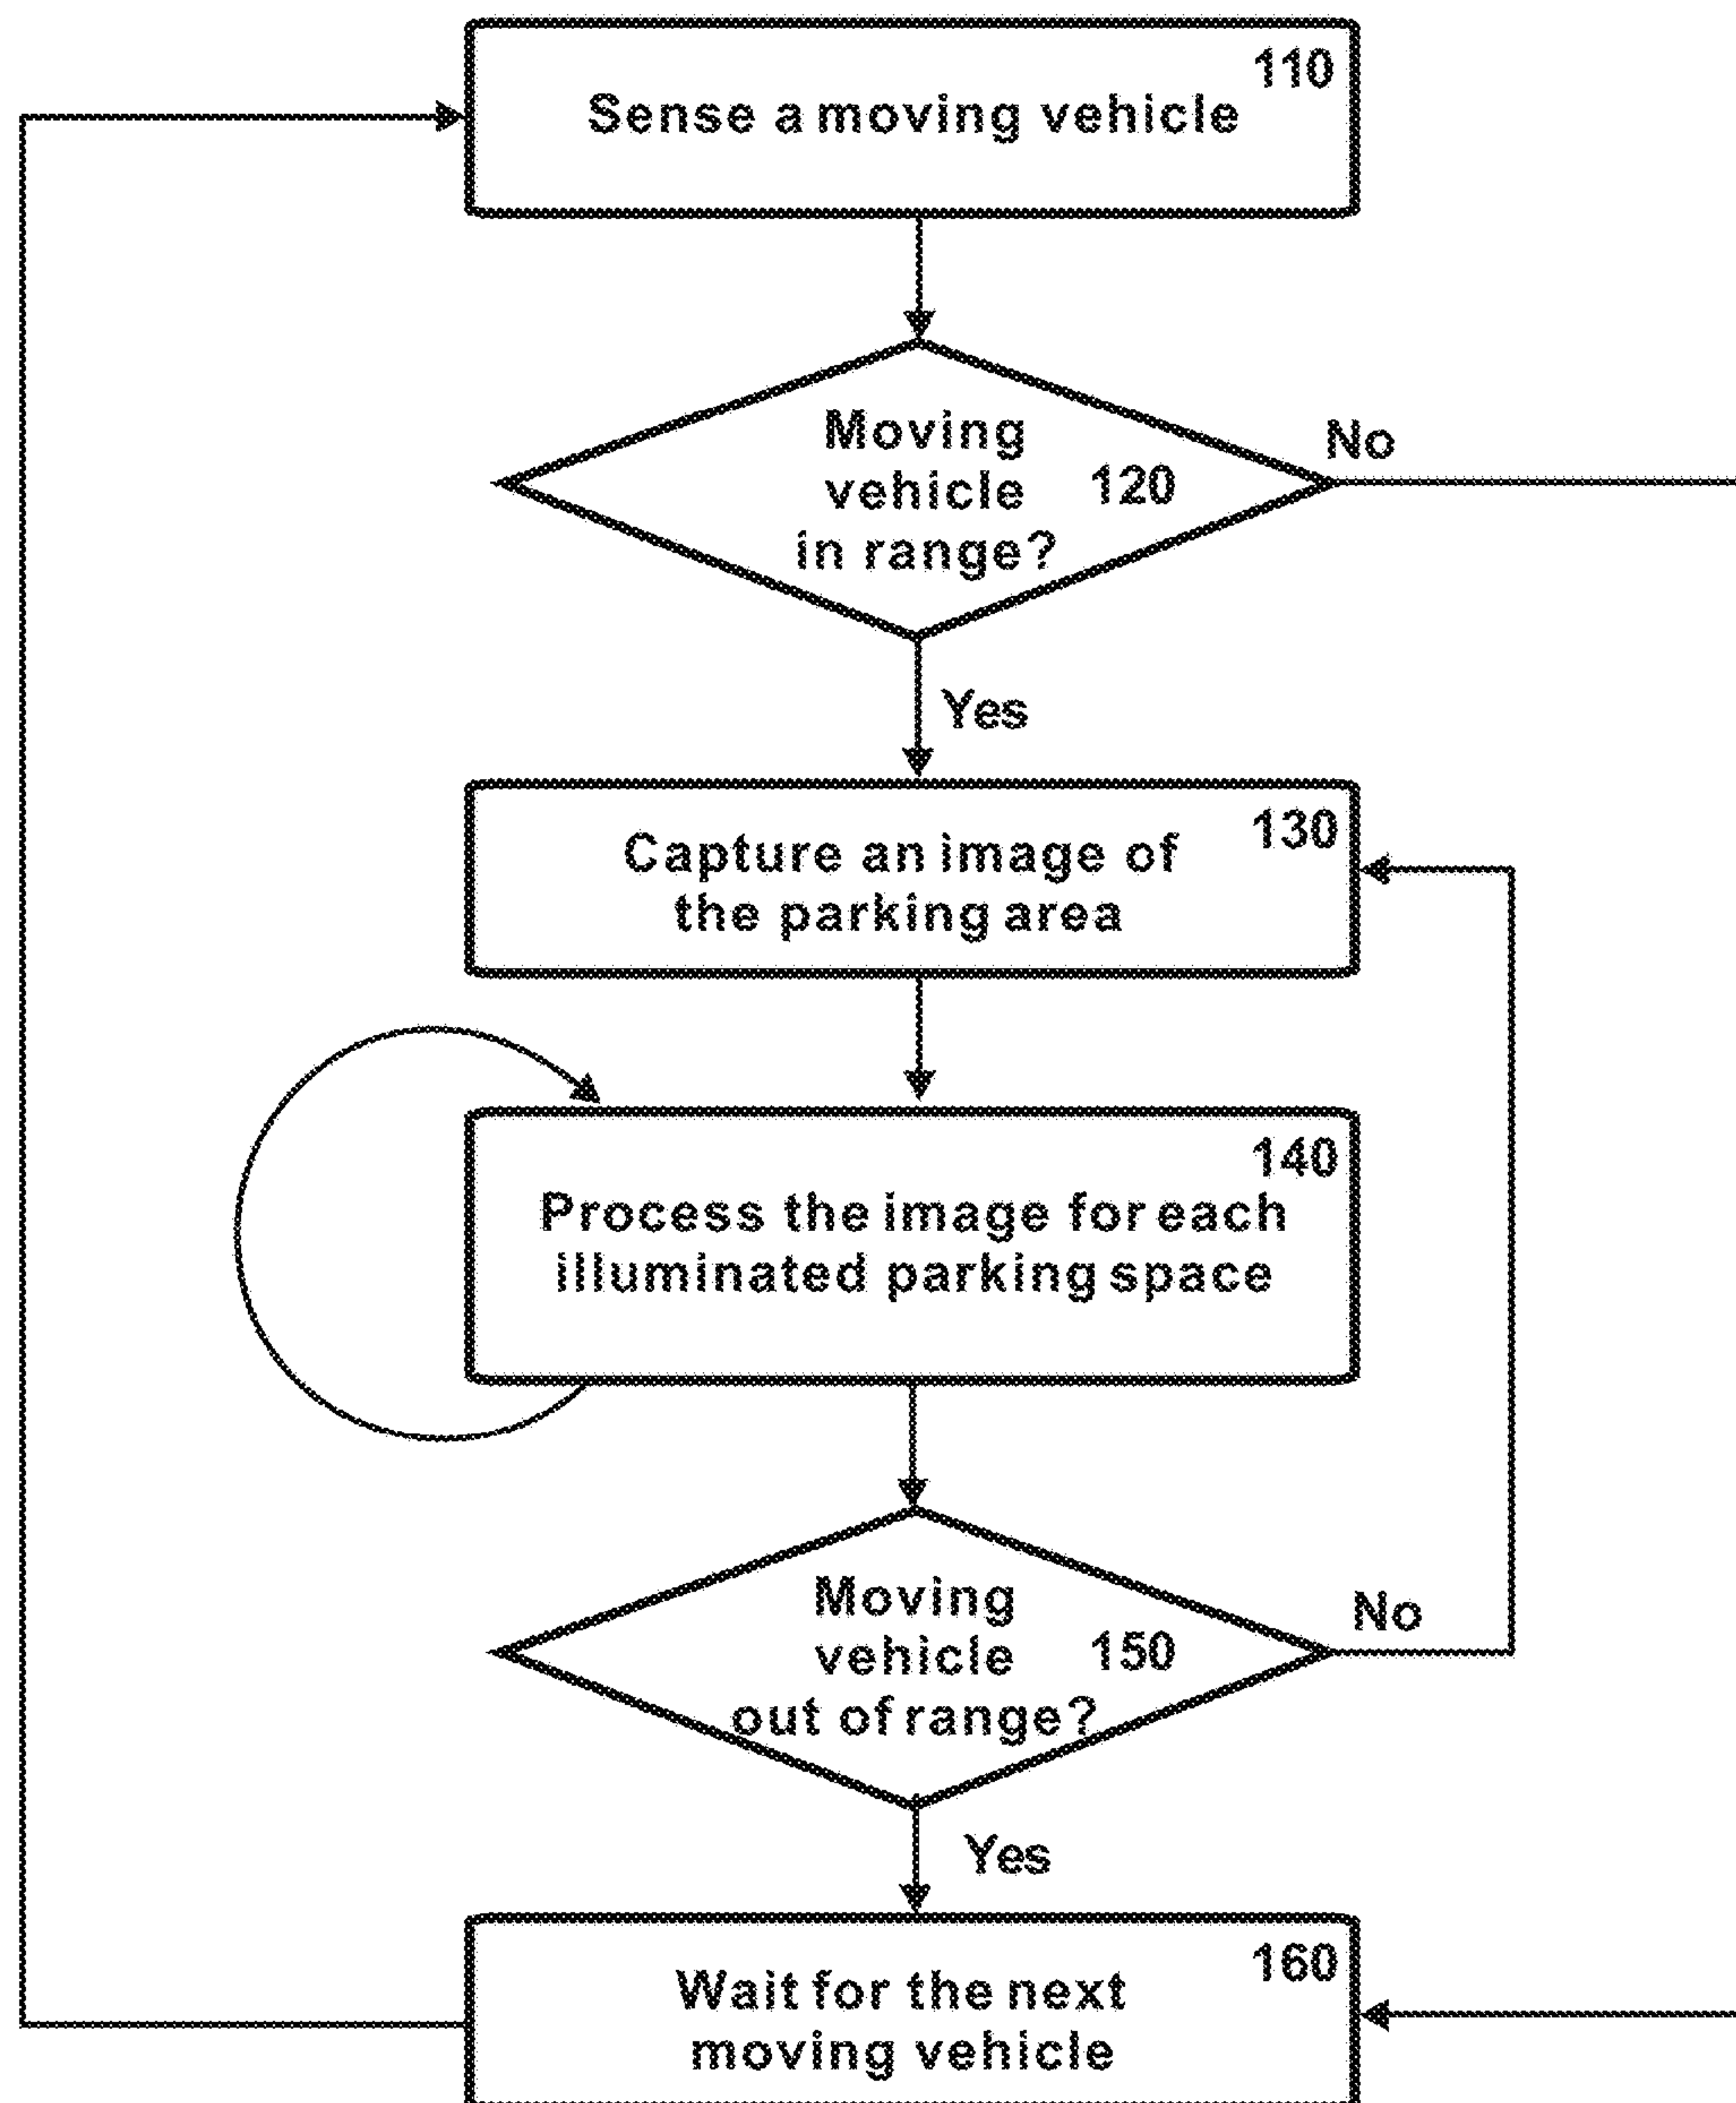 110
Sense a moving vehicle
Moving
vehicle 120
in range?
No
Yes
130
Capture an image of
the parking area
140
Process the image for each
illuminated parking space
Moving
vehicle 150
out of range?
No
Yes
160
Wait for the next
moving vehicle